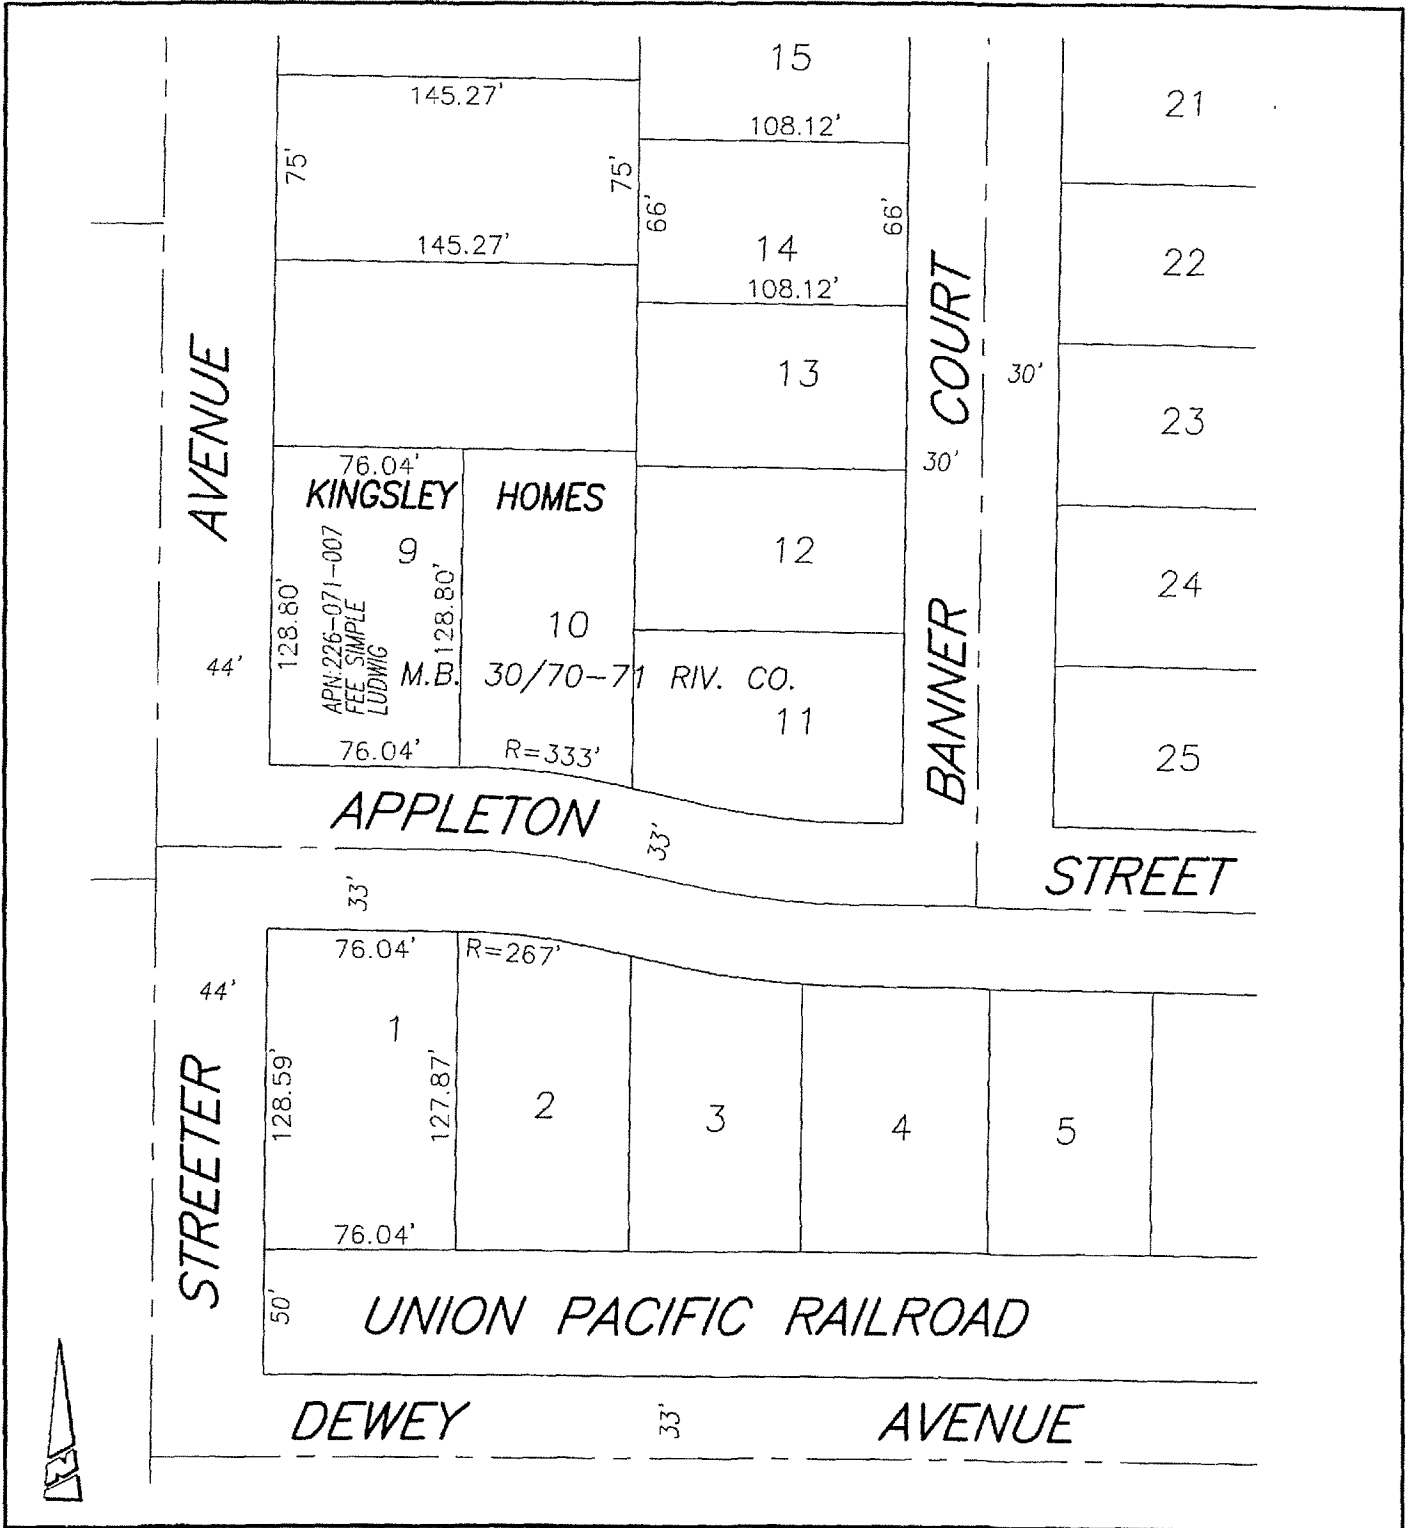 15
21
145.27'
108.12'
75'
75'
66'
66'
145.27'
14
108.12'
22
13
30'
COURT
AVENUE
23
30'
76.04'
KINGSLEY HOMES
9
12
24
128.80'
APN:226-071-007
FEE SIMPLE
LUDWIG
128.80'
10
44'
M.B. 30/70-71 RIV. CO.
11
BANNER
76.04'
R=333'
25
APPLETON
33'
STREET
33'
76.04'
R=267'
44'
1
128.59'
127.87'
2
3
4
5
STREETER
76.04'
50'
UNION PACIFIC RAILROAD
DEWEY
33'
AVENUE
N